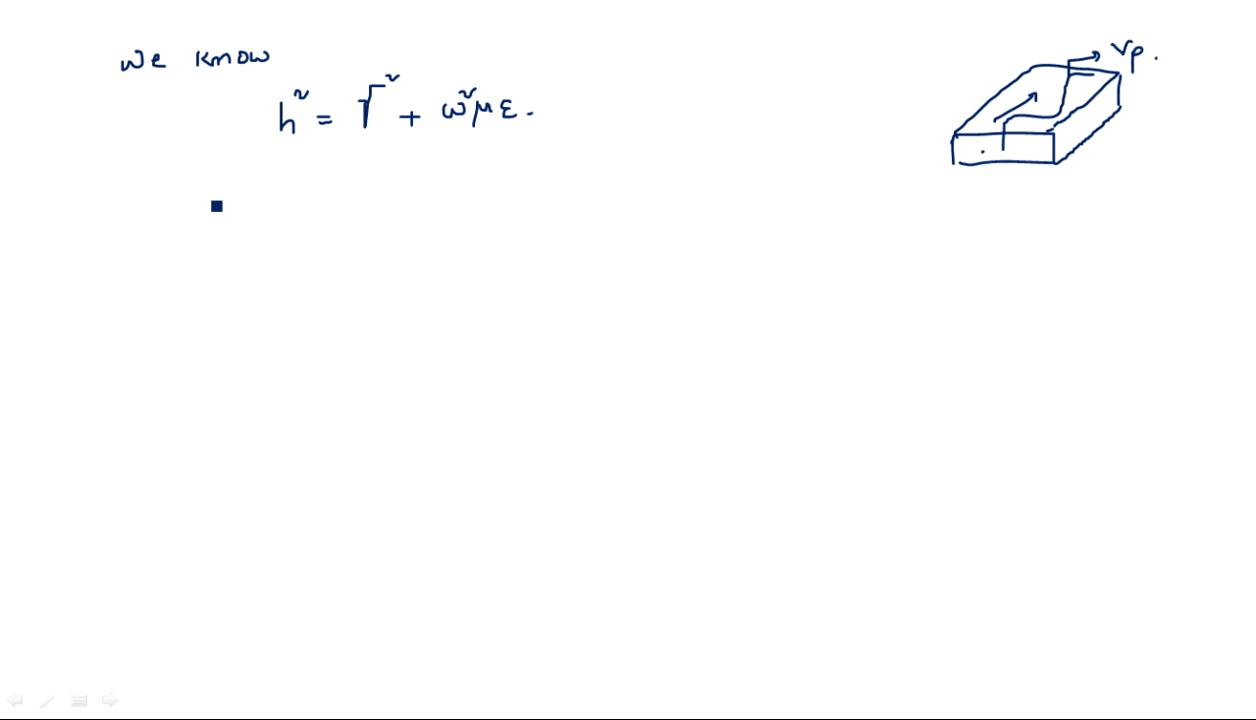 We know
h² = Γ² + ω²με.
Vp.